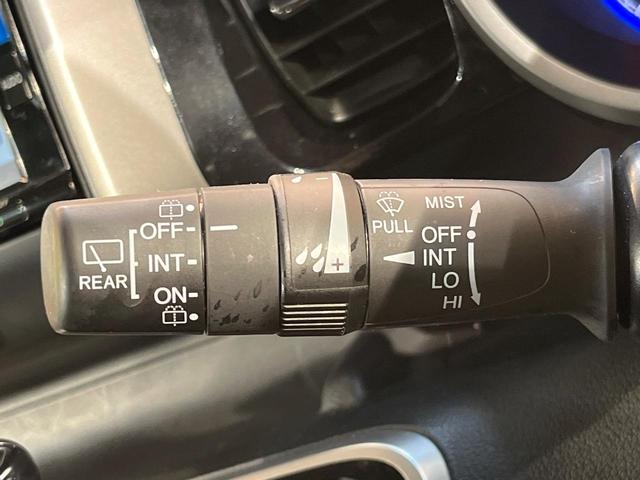 REAR
OFF
INT
ON
PULL
MIST
OFF
INT
LO
HI